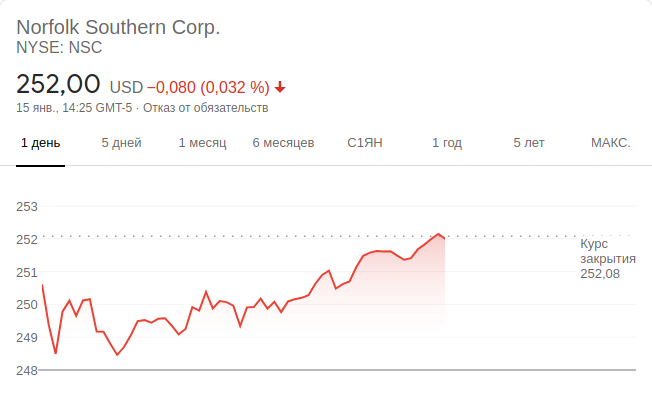 Norfolk Southern Corp.
NYSE: NSC
252,00 USD −0,080 (0,032 %)
15 янв., 14:25 GMT-5 · Отказ от обязательств
1 день 5 дней 1 месяц 6 месяцев С1ЯН 1 год 5 лет МАКС.
253
252
251
250
249
248
Курс
закрытия
252,08